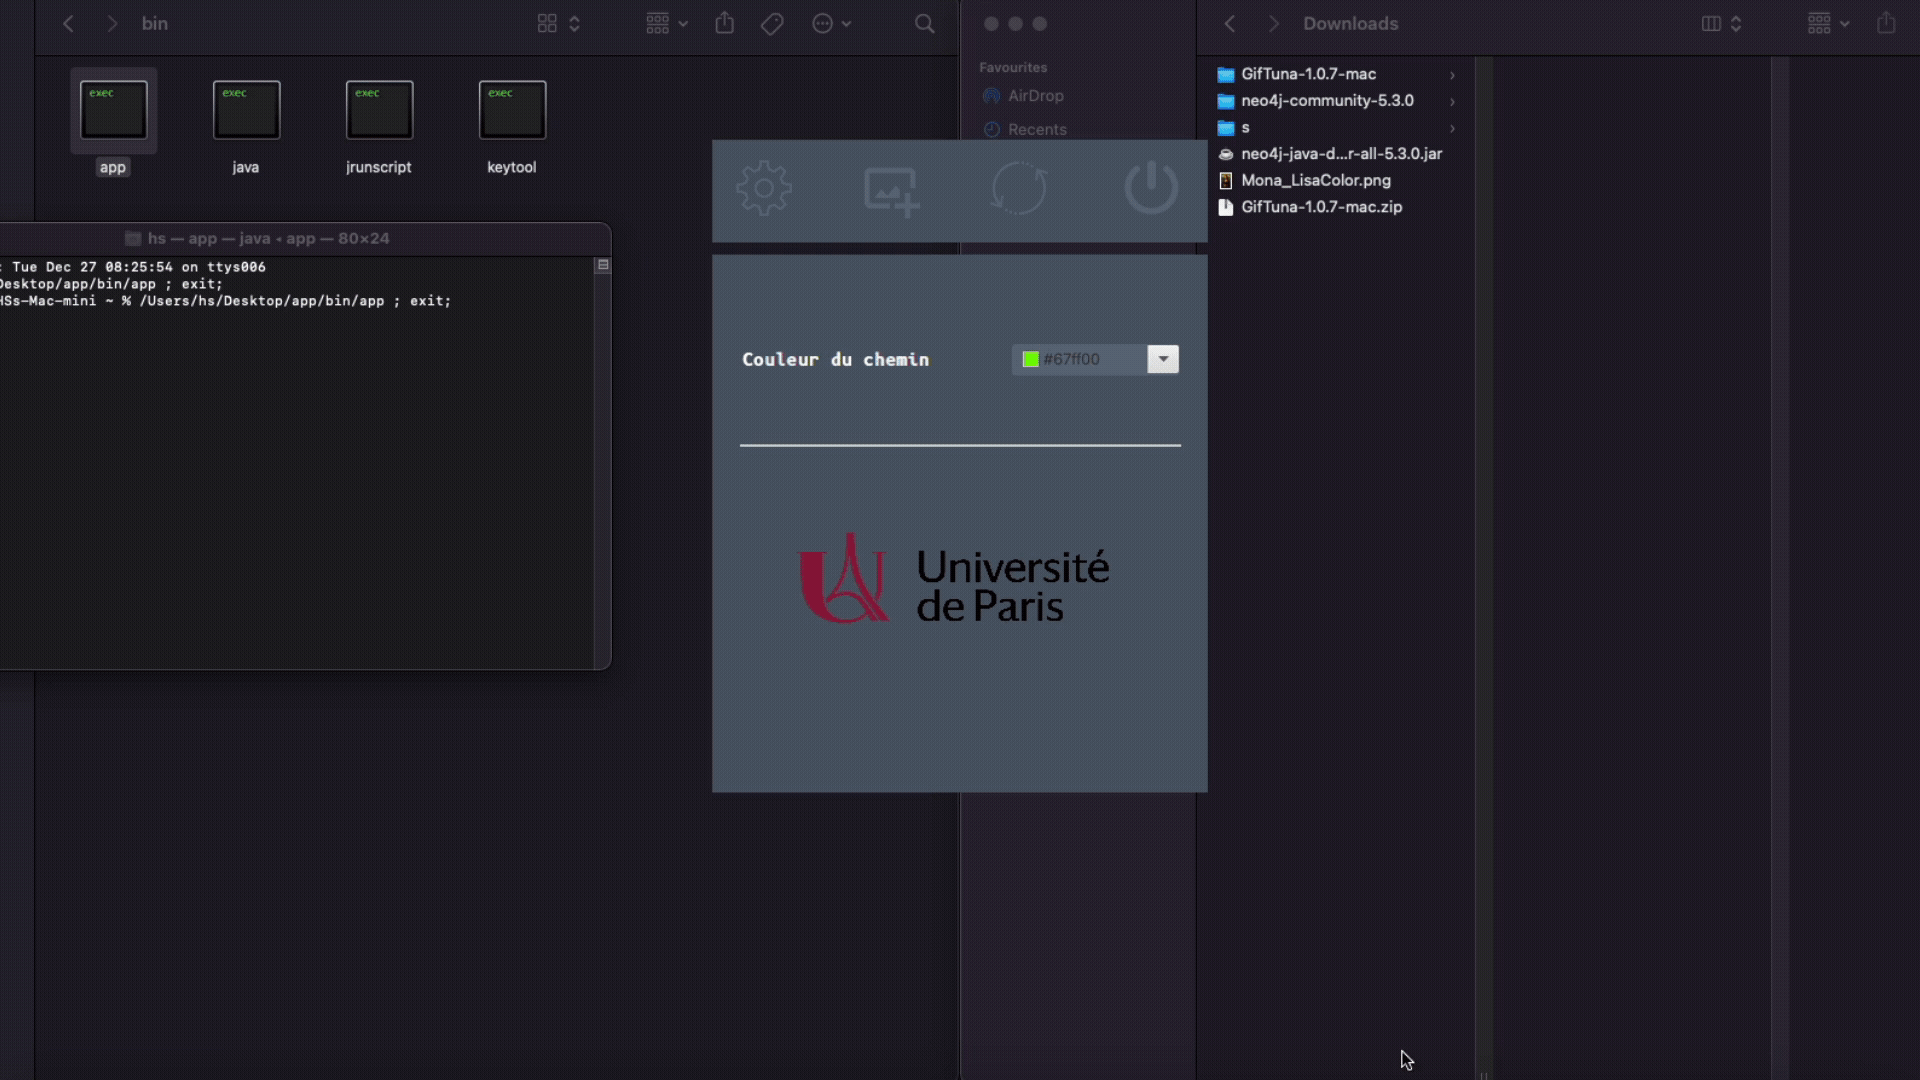 bin
exec
exec
exec
exec
app
java
jrunscript
keytool
hs — app — java ◂ app — 80×24
: Tue Dec 27 08:25:54 on ttys006
Desktop/app/bin/app ; exit;
HSs-Mac-mini ~ % /Users/hs/Desktop/app/bin/app ; exit;
Favourites
AirDrop
Recents
Couleur du chemin
#67ff00
Université
de Paris
Downloads
GifTuna-1.0.7-mac
neo4j-community-5.3.0
s
neo4j-java-d...r-all-5.3.0.jar
Mona_LisaColor.png
GifTuna-1.0.7-mac.zip